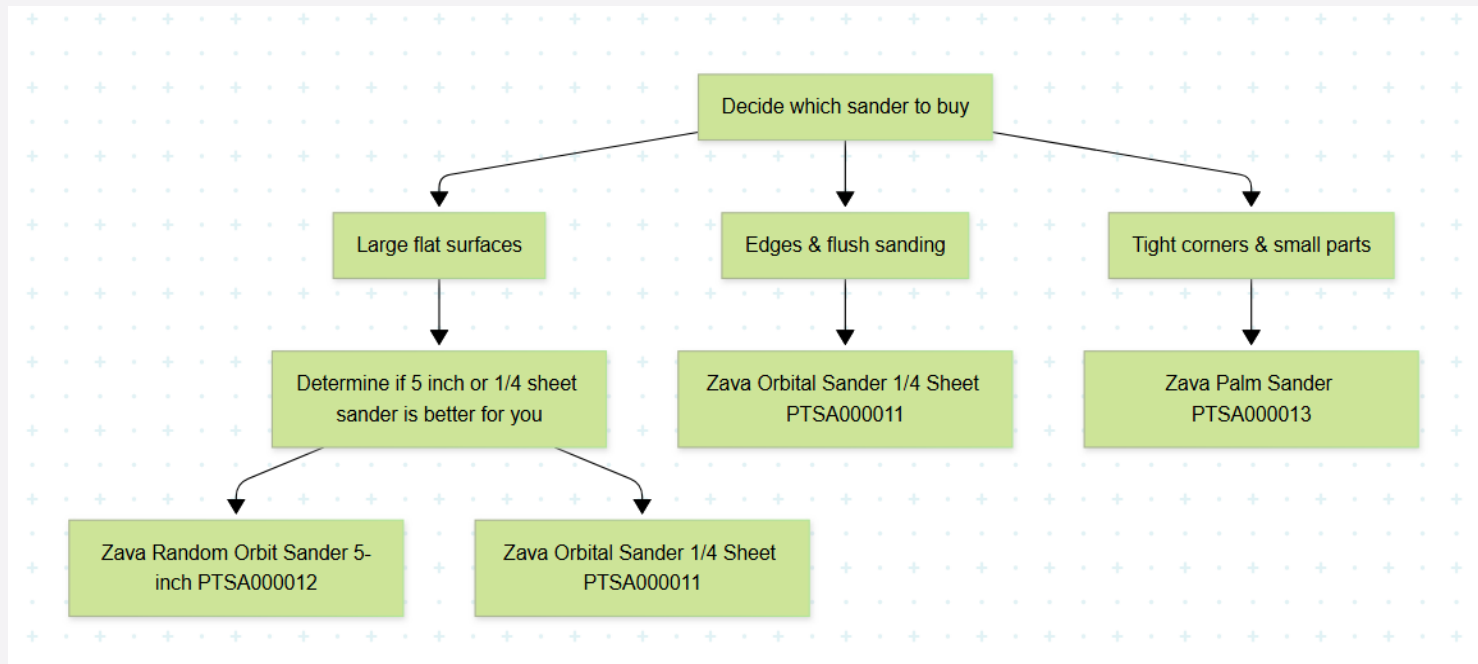 Decide which sander to buy
Large flat surfaces
Edges & flush sanding
Tight corners & small parts
Determine if 5 inch or 1/4 sheet
sander is better for you
Zava Orbital Sander 1/4 Sheet
PTSA000011
Zava Palm Sander
PTSA000013
Zava Random Orbit Sander 5-
inch PTSA000012
Zava Orbital Sander 1/4 Sheet
PTSA000011